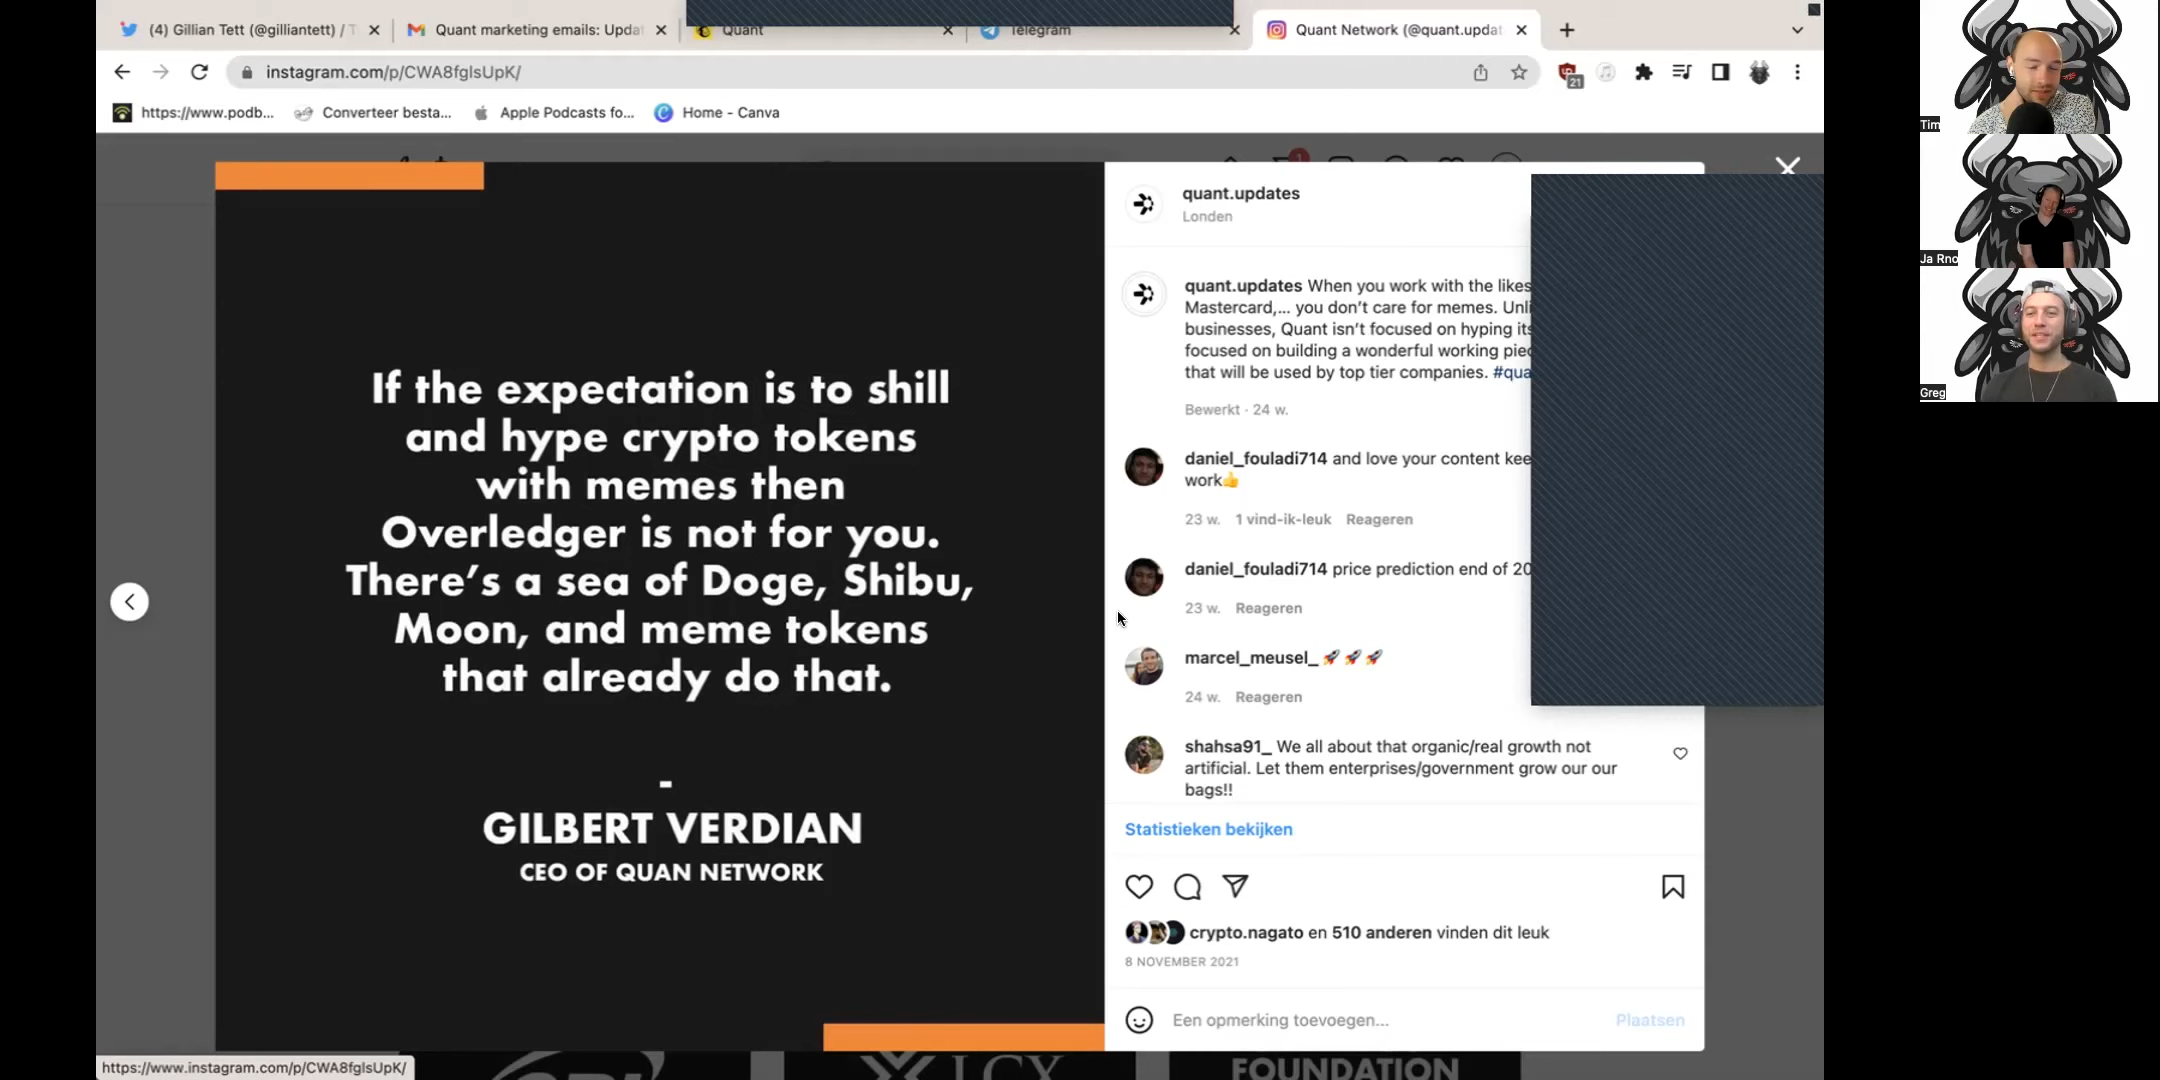 (4) Gillian Tett (@gilliantett) / T
Quant marketing emails: Upda
Quant
Telegram
Quant Network (@quant.updat
instagram.com/p/CWA8fglsUpK/
21
https://www.podb...
Converteer besta...
Apple Podcasts fo...
Home - Canva
1
If the expectation is to shill
and hype crypto tokens
with memes then
Overledger is not for you.
There's a sea of Doge, Shibu,
Moon, and meme tokens
that already do that.
-
GILBERT VERDIAN
CEO OF QUAN NETWORK
quant.updates
Londen
quant.updates When you work with the likes
Mastercard,... you don't care for memes. Unli
businesses, Quant isn't focused on hyping its
focused on building a wonderful working pie
that will be used by top tier companies. #qua
Bewerkt · 24 w.
daniel_fouladi714 and love your content kee
work👍
23 w. 1 vind-ik-leuk Reageren
daniel_fouladi714 price prediction end of 20
23 w. Reageren
marcel_meusel_ 🚀🚀🚀
24 w. Reageren
shahsa91_ We all about that organic/real growth not
artificial. Let them enterprises/government grow our our
bags!!
Statistieken bekijken
crypto.nagato en 510 anderen vinden dit leuk
8 NOVEMBER 2021
Een opmerking toevoegen...
Plaatsen
LCX
FOUNDATION
https://www.instagram.com/p/CWA8fglsUpK/
Tim
Ja Rno
Greg